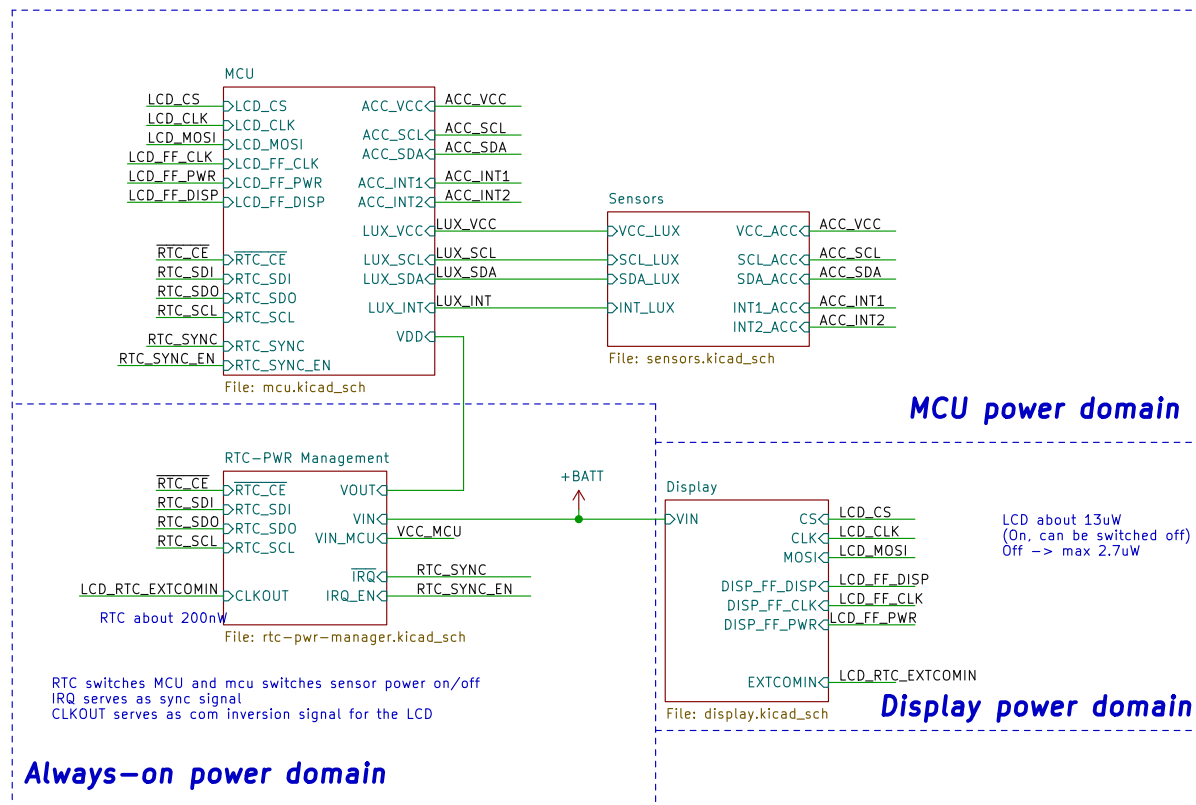 MCU
LCD_CS
LCD_CLK
LCD_MOSI
LCD_FF_CLK
LCD_FF_PWR
LCD_FF_DISP
RTC_CE
RTC_SDI
RTC_SDO
RTC_SCL
RTC_SYNC
RTC_SYNC_EN
LCD_CS
LCD_CLK
LCD_MOSI
LCD_FF_CLK
LCD_FF_PWR
LCD_FF_DISP
RTC_CE
RTC_SDI
RTC_SDO
RTC_SCL
RTC_SYNC
RTC_SYNC_EN
ACC_VCC
ACC_SCL
ACC_SDA
ACC_INT1
ACC_INT2
LUX_VCC
LUX_SCL
LUX_SDA
LUX_INT
VDD
ACC_VCC
ACC_SCL
ACC_SDA
ACC_INT1
ACC_INT2
LUX_VCC
LUX_SCL
LUX_SDA
LUX_INT
File: mcu.kicad_sch
Sensors
VCC_LUX
SCL_LUX
SDA_LUX
INT_LUX
VCC_ACC
SCL_ACC
SDA_ACC
INT1_ACC
INT2_ACC
ACC_VCC
ACC_SCL
ACC_SDA
ACC_INT1
ACC_INT2
File: sensors.kicad_sch
MCU power domain
RTC-PWR Management
RTC_CE
RTC_SDI
RTC_SDO
RTC_SCL
LCD_RTC_EXTCOMIN
RTC_CE
RTC_SDI
RTC_SDO
RTC_SCL
CLKOUT
VOUT
VIN
VIN_MCU
IRQ
IRQ_EN
VCC_MCU
RTC_SYNC
RTC_SYNC_EN
+BATT
RTC about 200nW
File: rtc-pwr-manager.kicad_sch
RTC switches MCU and mcu switches sensor power on/off
IRQ serves as sync signal
CLKOUT serves as com inversion signal for the LCD
Always-on power domain
Display
VIN
CS
CLK
MOSI
DISP_FF_DISP
DISP_FF_CLK
DISP_FF_PWR
EXTCOMIN
LCD_CS
LCD_CLK
LCD_MOSI
LCD_FF_DISP
LCD_FF_CLK
LCD_FF_PWR
LCD_RTC_EXTCOMIN
File: display.kicad_sch
LCD about 13uW
(On, can be switched off)
Off -> max 2.7uW
Display power domain